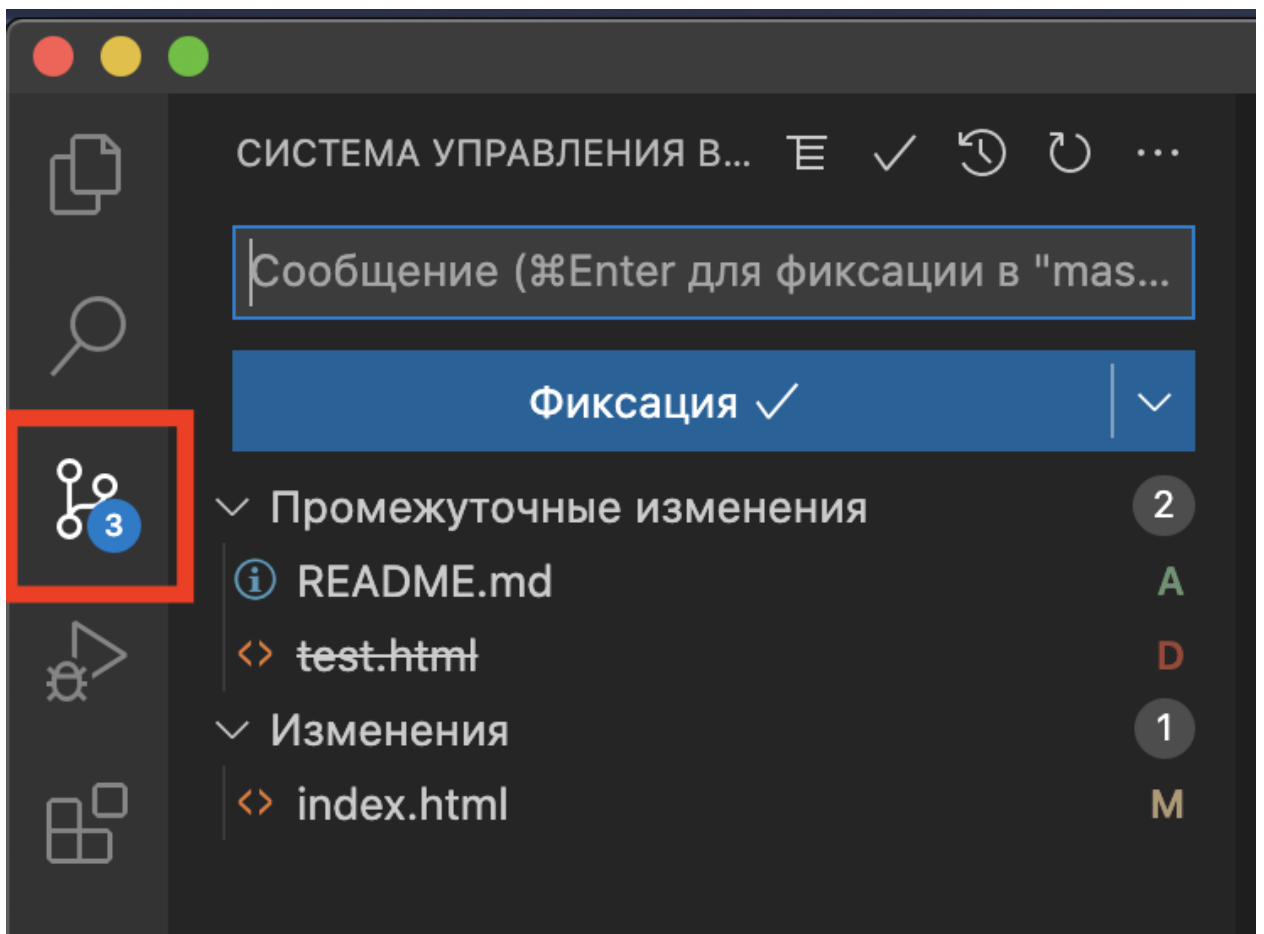 СИСТЕМА УПРАВЛЕНИЯ В...
Сообщение (⌘Enter для фиксации в "mas...
Фиксация
3
Промежуточные изменения 2
README.md A
test.html D
Изменения 1
index.html M